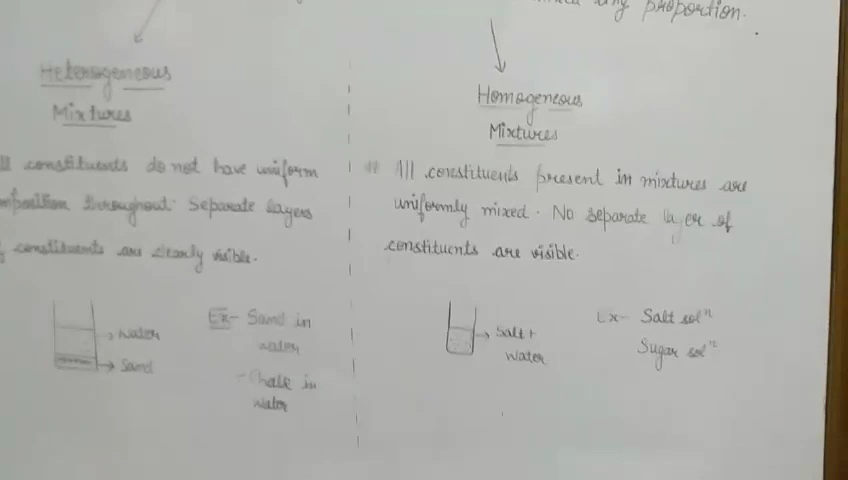 any proportion.
Heterogeneous
Mixtures
constituents do not have uniform
throughout. Separate layers
constituents are clearly visible.
water
Sand
Ex- Sand in
water
- Chalk in
water
Homogeneous
Mixtures
All constituents present in mixtures are
uniformly mixed. No separate layer of
constituents are visible.
Salt +
water
Ex- Salt solⁿ
Sugar solⁿ